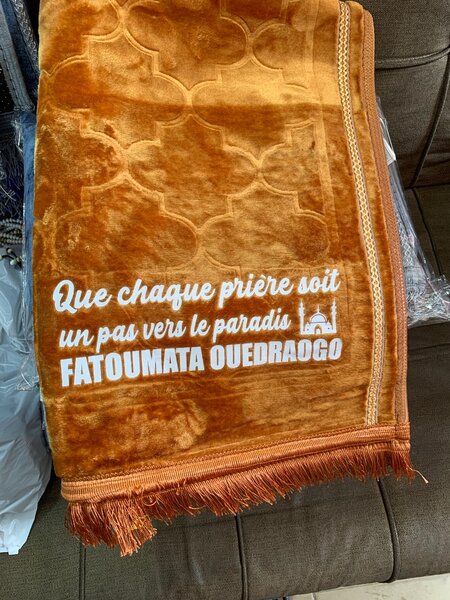 Que chaque prière soit
un pas vers le paradis
FATOUMATA OUEDRAOGO